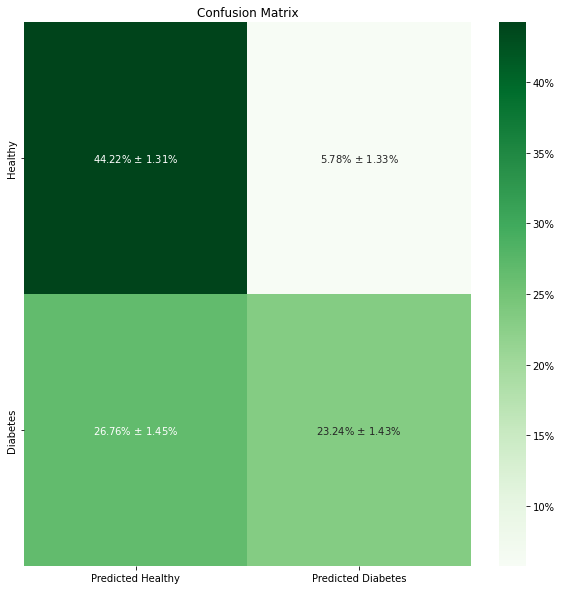 Confusion Matrix
Healthy
44.22% ± 1.31%
5.78% ± 1.33%
Diabetes
26.76% ± 1.45%
23.24% ± 1.43%
Predicted Healthy
Predicted Diabetes
40%
35%
30%
25%
20%
15%
10%